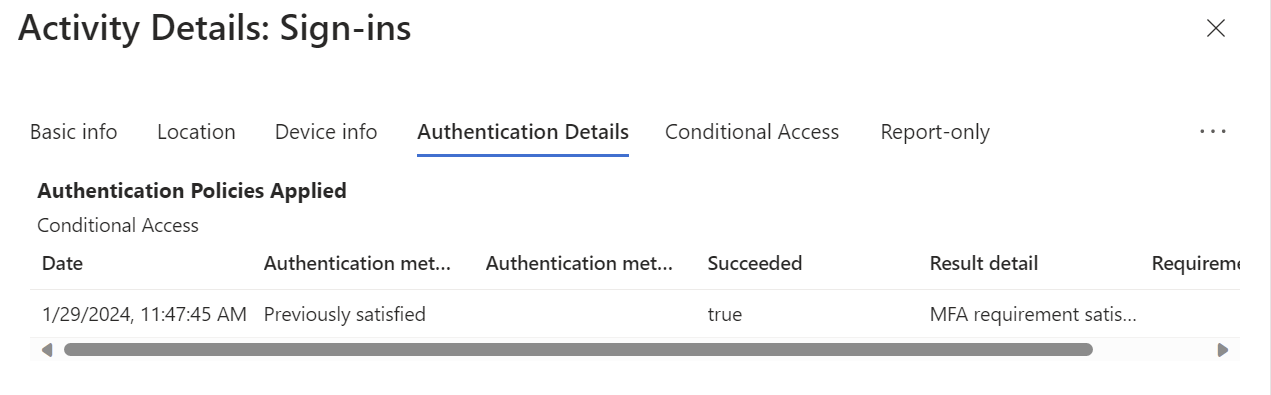 Activity Details: Sign-ins
Basic info Location Device info Authentication Details Conditional Access Report-only ...
Authentication Policies Applied
Conditional Access
Date Authentication met... Authentication met... Succeeded Result detail Requireme
1/29/2024, 11:47:45 AM Previously satisfied true MFA requirement satis...